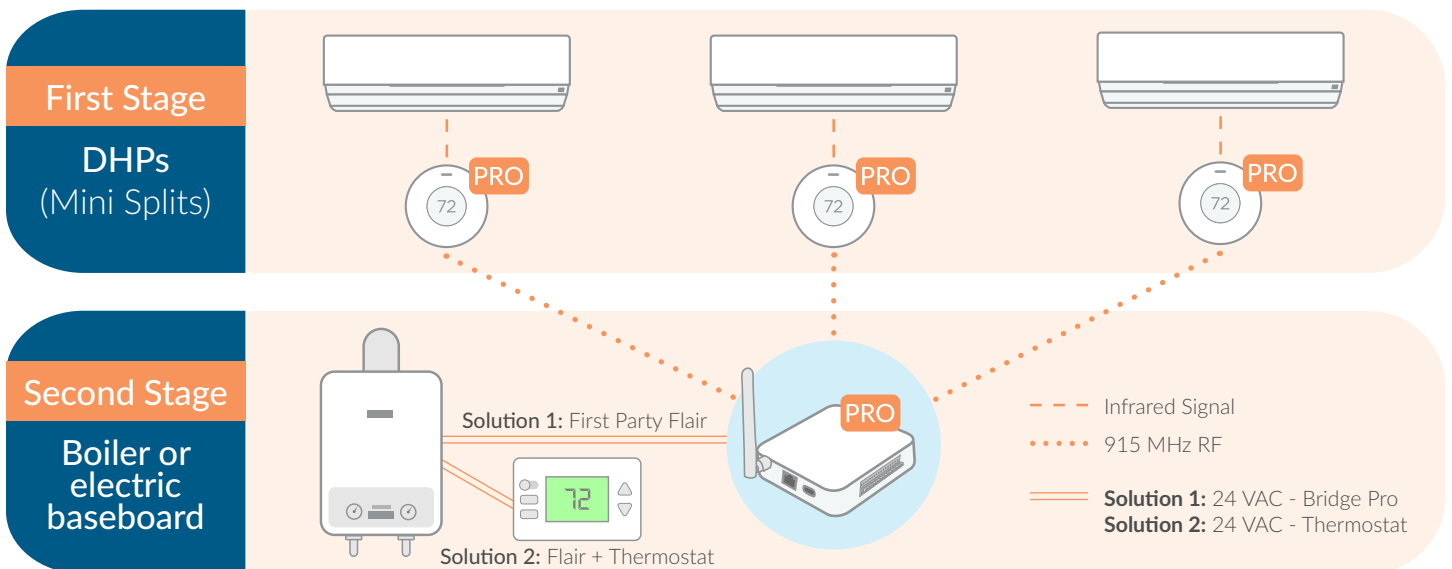 First Stage
DHPs
(Mini Splits)
PRO
72
PRO
72
PRO
72
Second Stage
Boiler or
electric
baseboard
Solution 1: First Party Flair
72
Solution 2: Flair + Thermostat
PRO
Infrared Signal
915 MHz RF
Solution 1: 24 VAC - Bridge Pro
Solution 2: 24 VAC - Thermostat